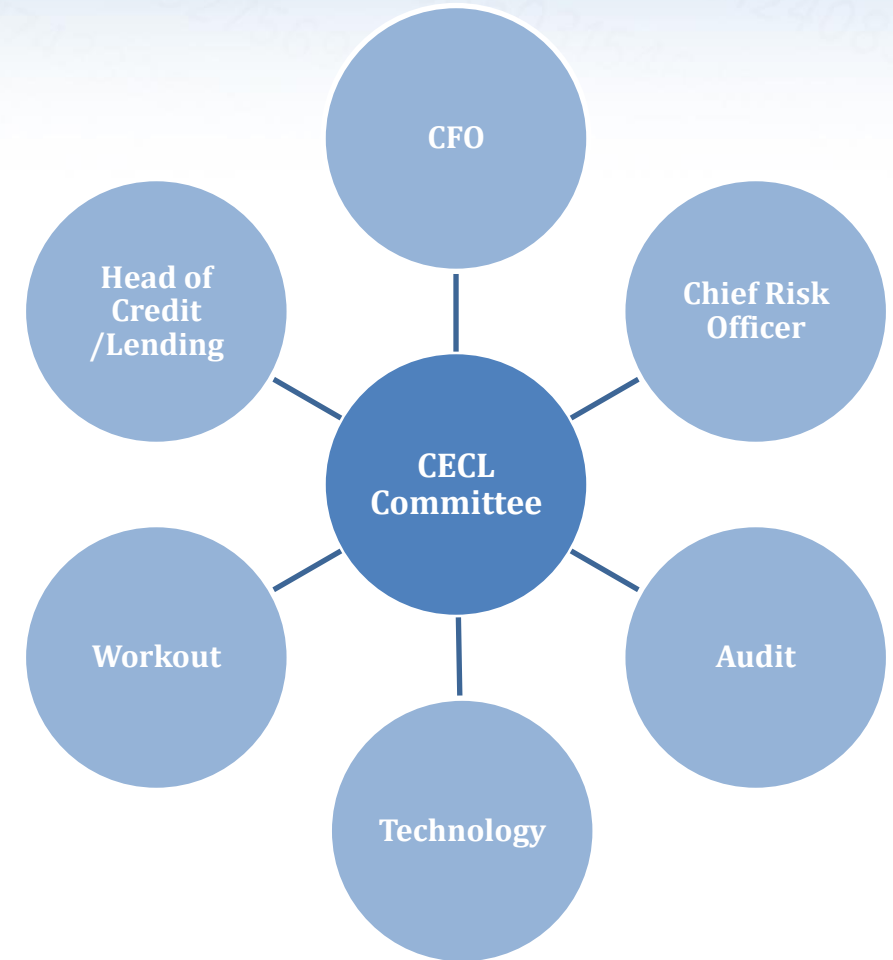 CFO
Head of
Credit
/Lending
Chief Risk
Officer
CECL
Committee
Workout
Audit
Technology